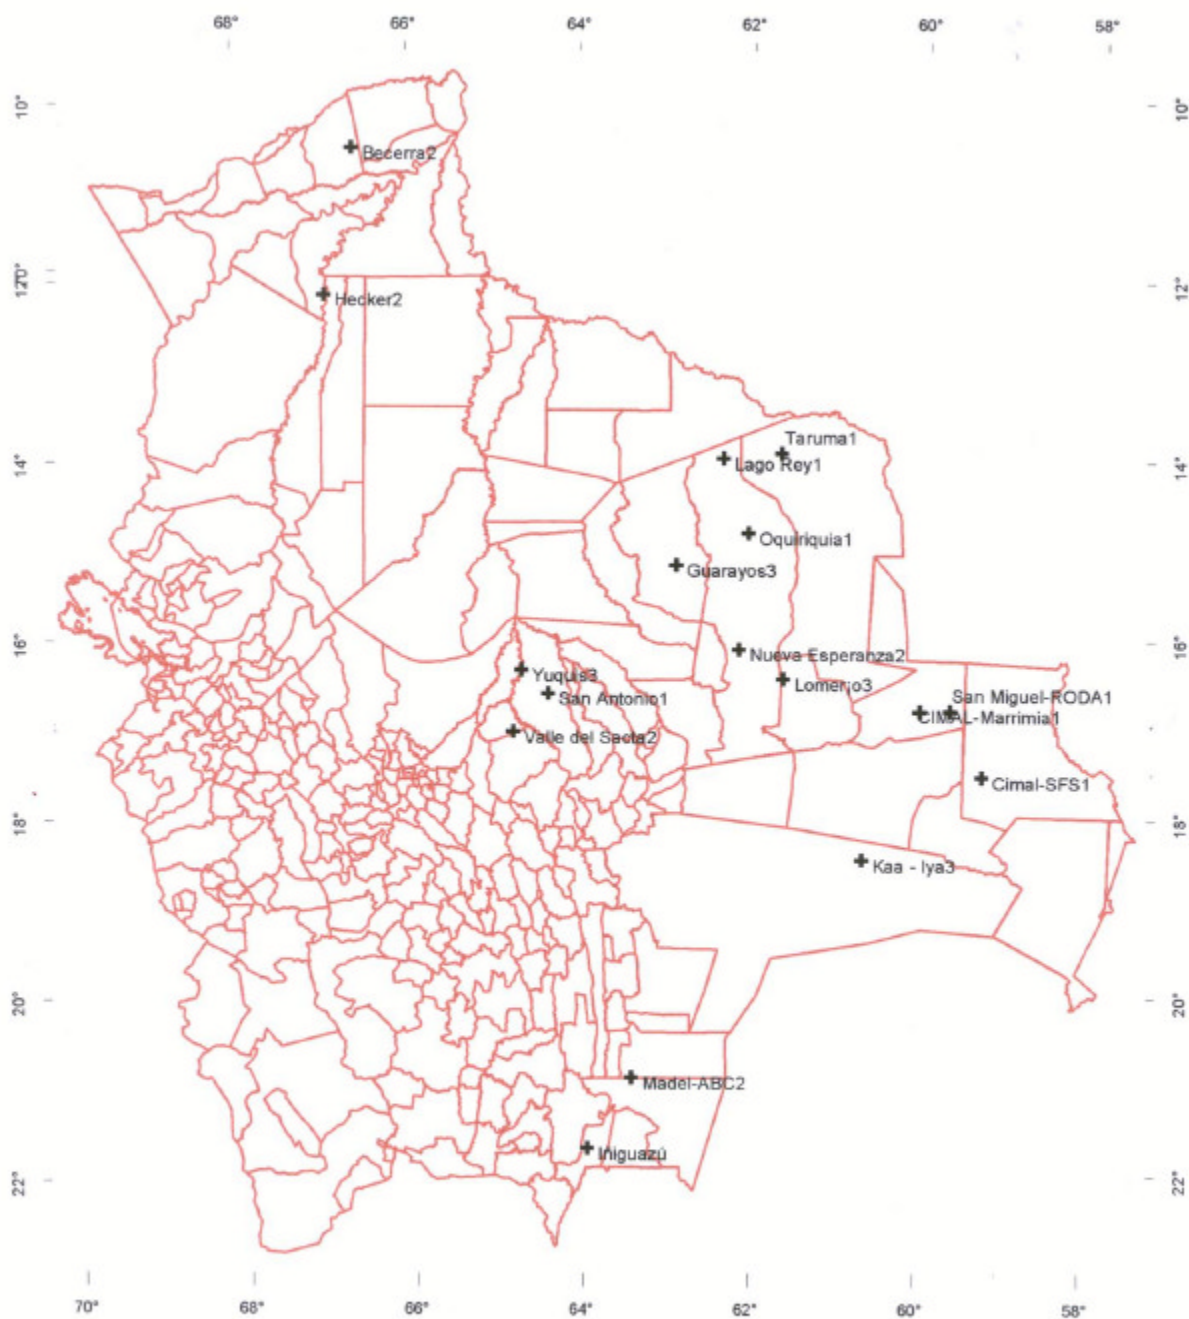 68° 66° 64° 62° 60° 58°
10° 10°
Becerra2
12° 12°
Hecker2
Taruma1
14° Lago Rey1 14°
Oquiriquia1
Guarayos3
16° Nueva Esperanza2 16°
Yuquis3
Lomerio3
San Antonio1 San Miguel-RODA1
CIMAL-Marrimia1
Valle del Sacta2
Cimal-SFS1
18° 18°
Kaa - Iya3
20° 20°
Madel-ABC2
Iñiguazú
22° 22°
70° 68° 66° 64° 62° 60° 58°